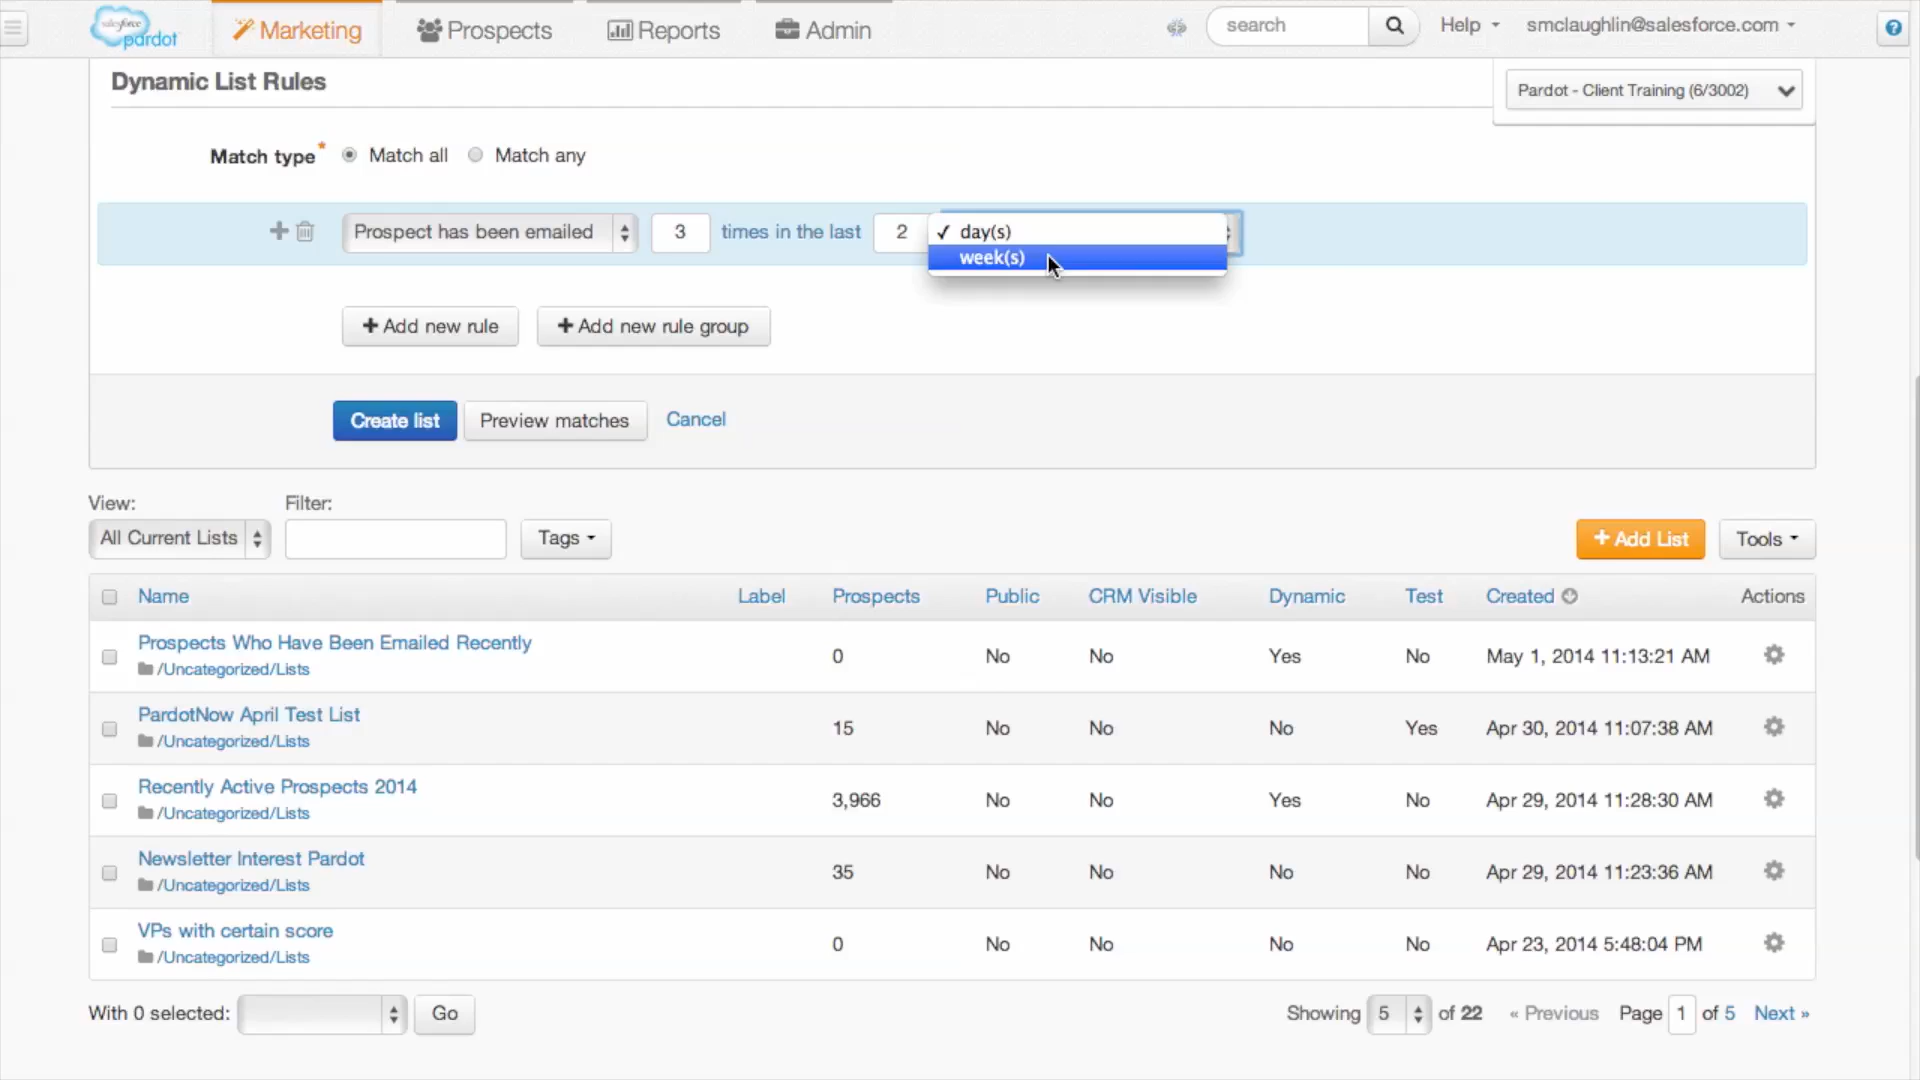 salesforce
pardot
Marketing
Prospects
Reports
Admin
search
Help
smclaughlin@salesforce.com
?
Dynamic List Rules
Pardot - Client Training (6/3002)
Match type* Match all Match any
Prospect has been emailed 3 times in the last 2 ✓ day(s)
week(s)
+ Add new rule + Add new rule group
Create list Preview matches Cancel
View: Filter:
All Current Lists Tags + Add List Tools
Name Label Prospects Public CRM Visible Dynamic Test Created Actions
Prospects Who Have Been Emailed Recently
/Uncategorized/Lists
0 No No Yes No May 1, 2014 11:13:21 AM
PardotNow April Test List
/Uncategorized/Lists
15 No No No Yes Apr 30, 2014 11:07:38 AM
Recently Active Prospects 2014
/Uncategorized/Lists
3,966 No No Yes No Apr 29, 2014 11:28:30 AM
Newsletter Interest Pardot
/Uncategorized/Lists
35 No No No No Apr 29, 2014 11:23:36 AM
VPs with certain score
/Uncategorized/Lists
0 No No No No Apr 23, 2014 5:48:04 PM
With 0 selected: Go Showing 5 of 22 « Previous Page 1 of 5 Next »